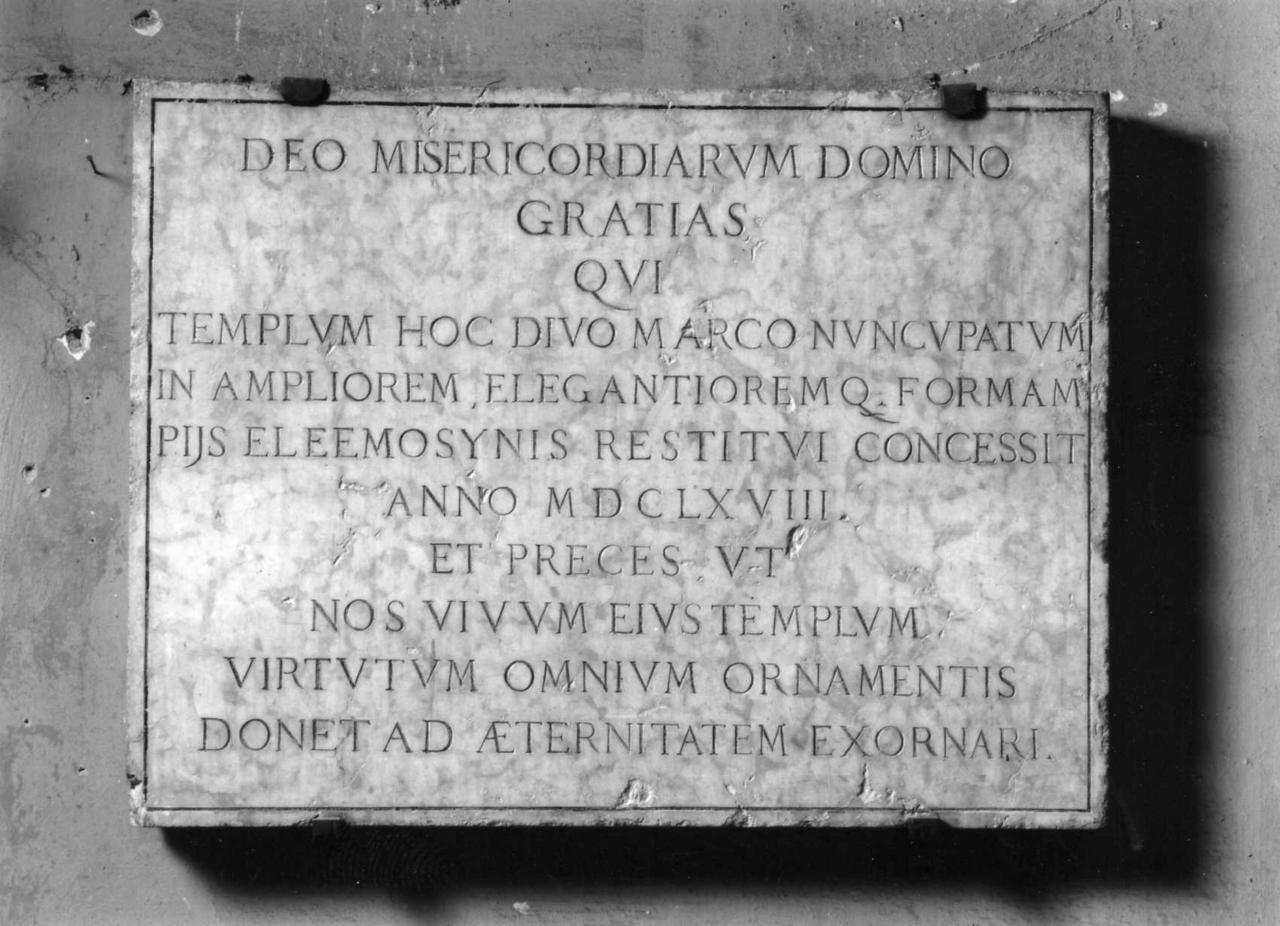 DEO MISERICORDIARVM DOMINO
GRATIAS
QVI
TEMPLVM HOC DIVO MARCO NVNCVPATVM
IN AMPLIOREM ELEGANTIOREMQ. FORMAM
PIJS ELEEMOSYNIS RESTITVI CONCESSIT
ANNO MDCLXVIII.
ET PRECES VT
NOS VIVVM EIVS TEMPLVM
VIRTVTVM OMNIVM ORNAMENTIS
DONET AD ÆTERNITATEM EXORNARI.